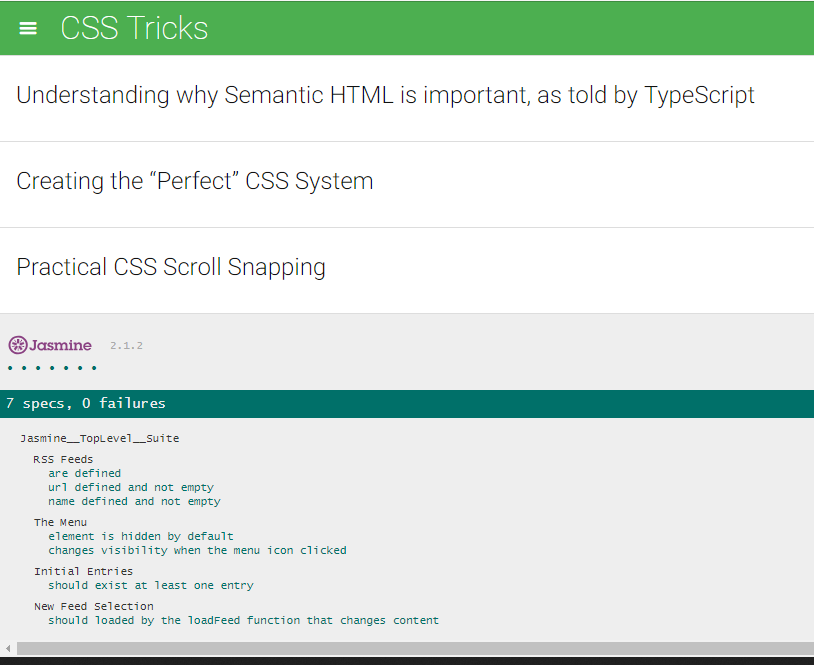 CSS Tricks
Understanding why Semantic HTML is important, as told by TypeScript
Creating the “Perfect” CSS System
Practical CSS Scroll Snapping
Jasmine 2.1.2
• • • • • • •
7 specs, 0 failures
Jasmine__TopLevel__Suite
RSS Feeds
are defined
url defined and not empty
name defined and not empty
The Menu
element is hidden by default
changes visibility when the menu icon clicked
Initial Entries
should exist at least one entry
New Feed Selection
should loaded by the loadFeed function that changes content